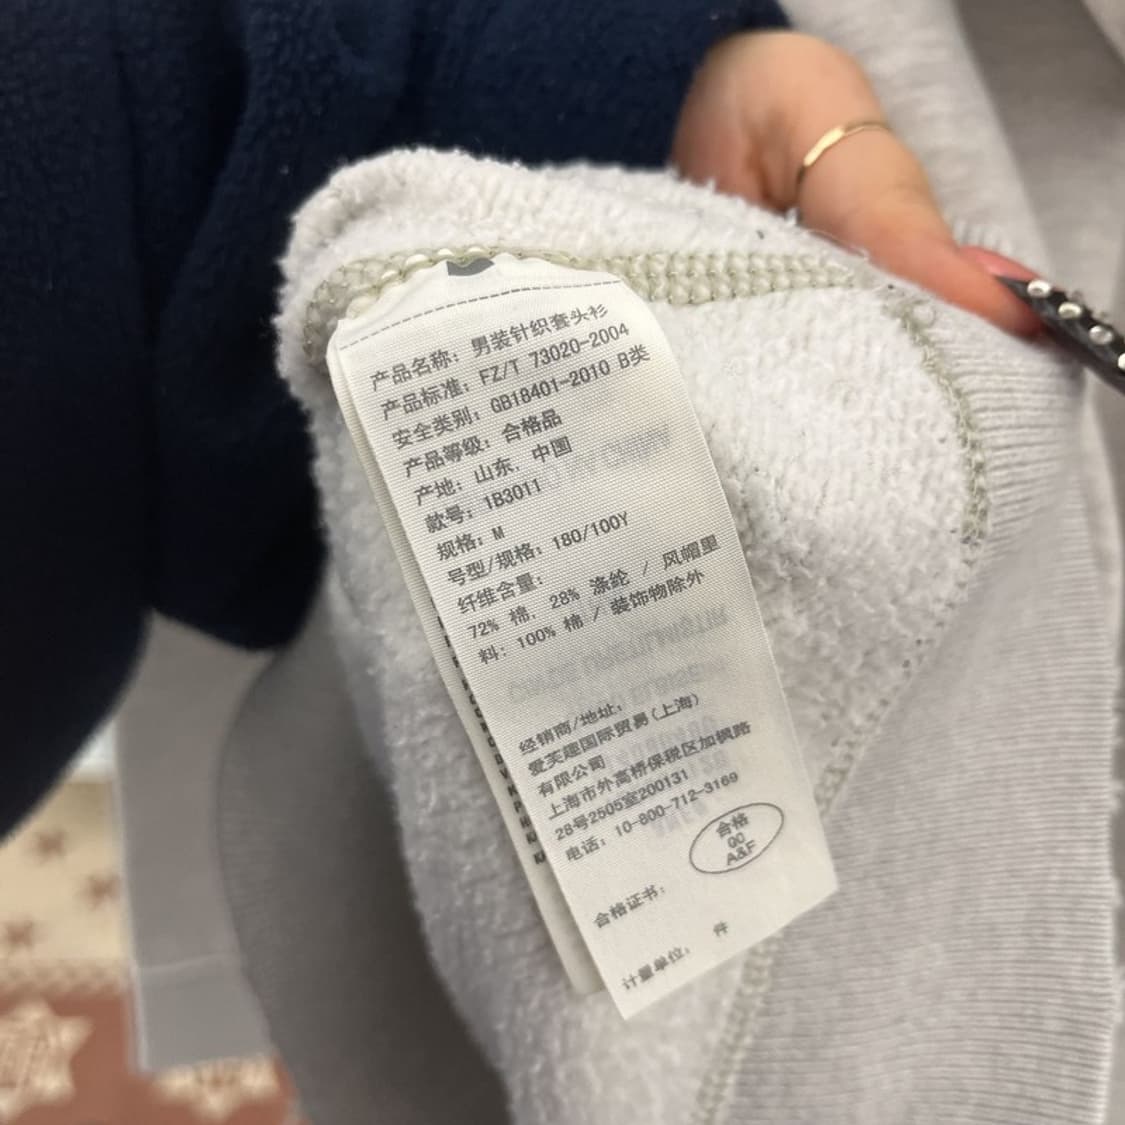 产品名称: 男装针织套头衫
产品标准: FZ/T 73020-2004
安全类别: GB18401-2010 B类
产品等级: 合格品
产地: 山东, 中国
款号: 1B3011
规格: M
号型/规格: 180/100Y
纤维含量:
72% 棉, 28% 涤纶 / 风帽里
料: 100% 棉 / 装饰物除外
经销商/地址:
爱芙趣国际贸易(上海)
有限公司
上海市外高桥保税区加枫路
28号2505室200131
电话: 10-800-712-3169
合格
QC
A&F
合格证书:
计量单位: 件